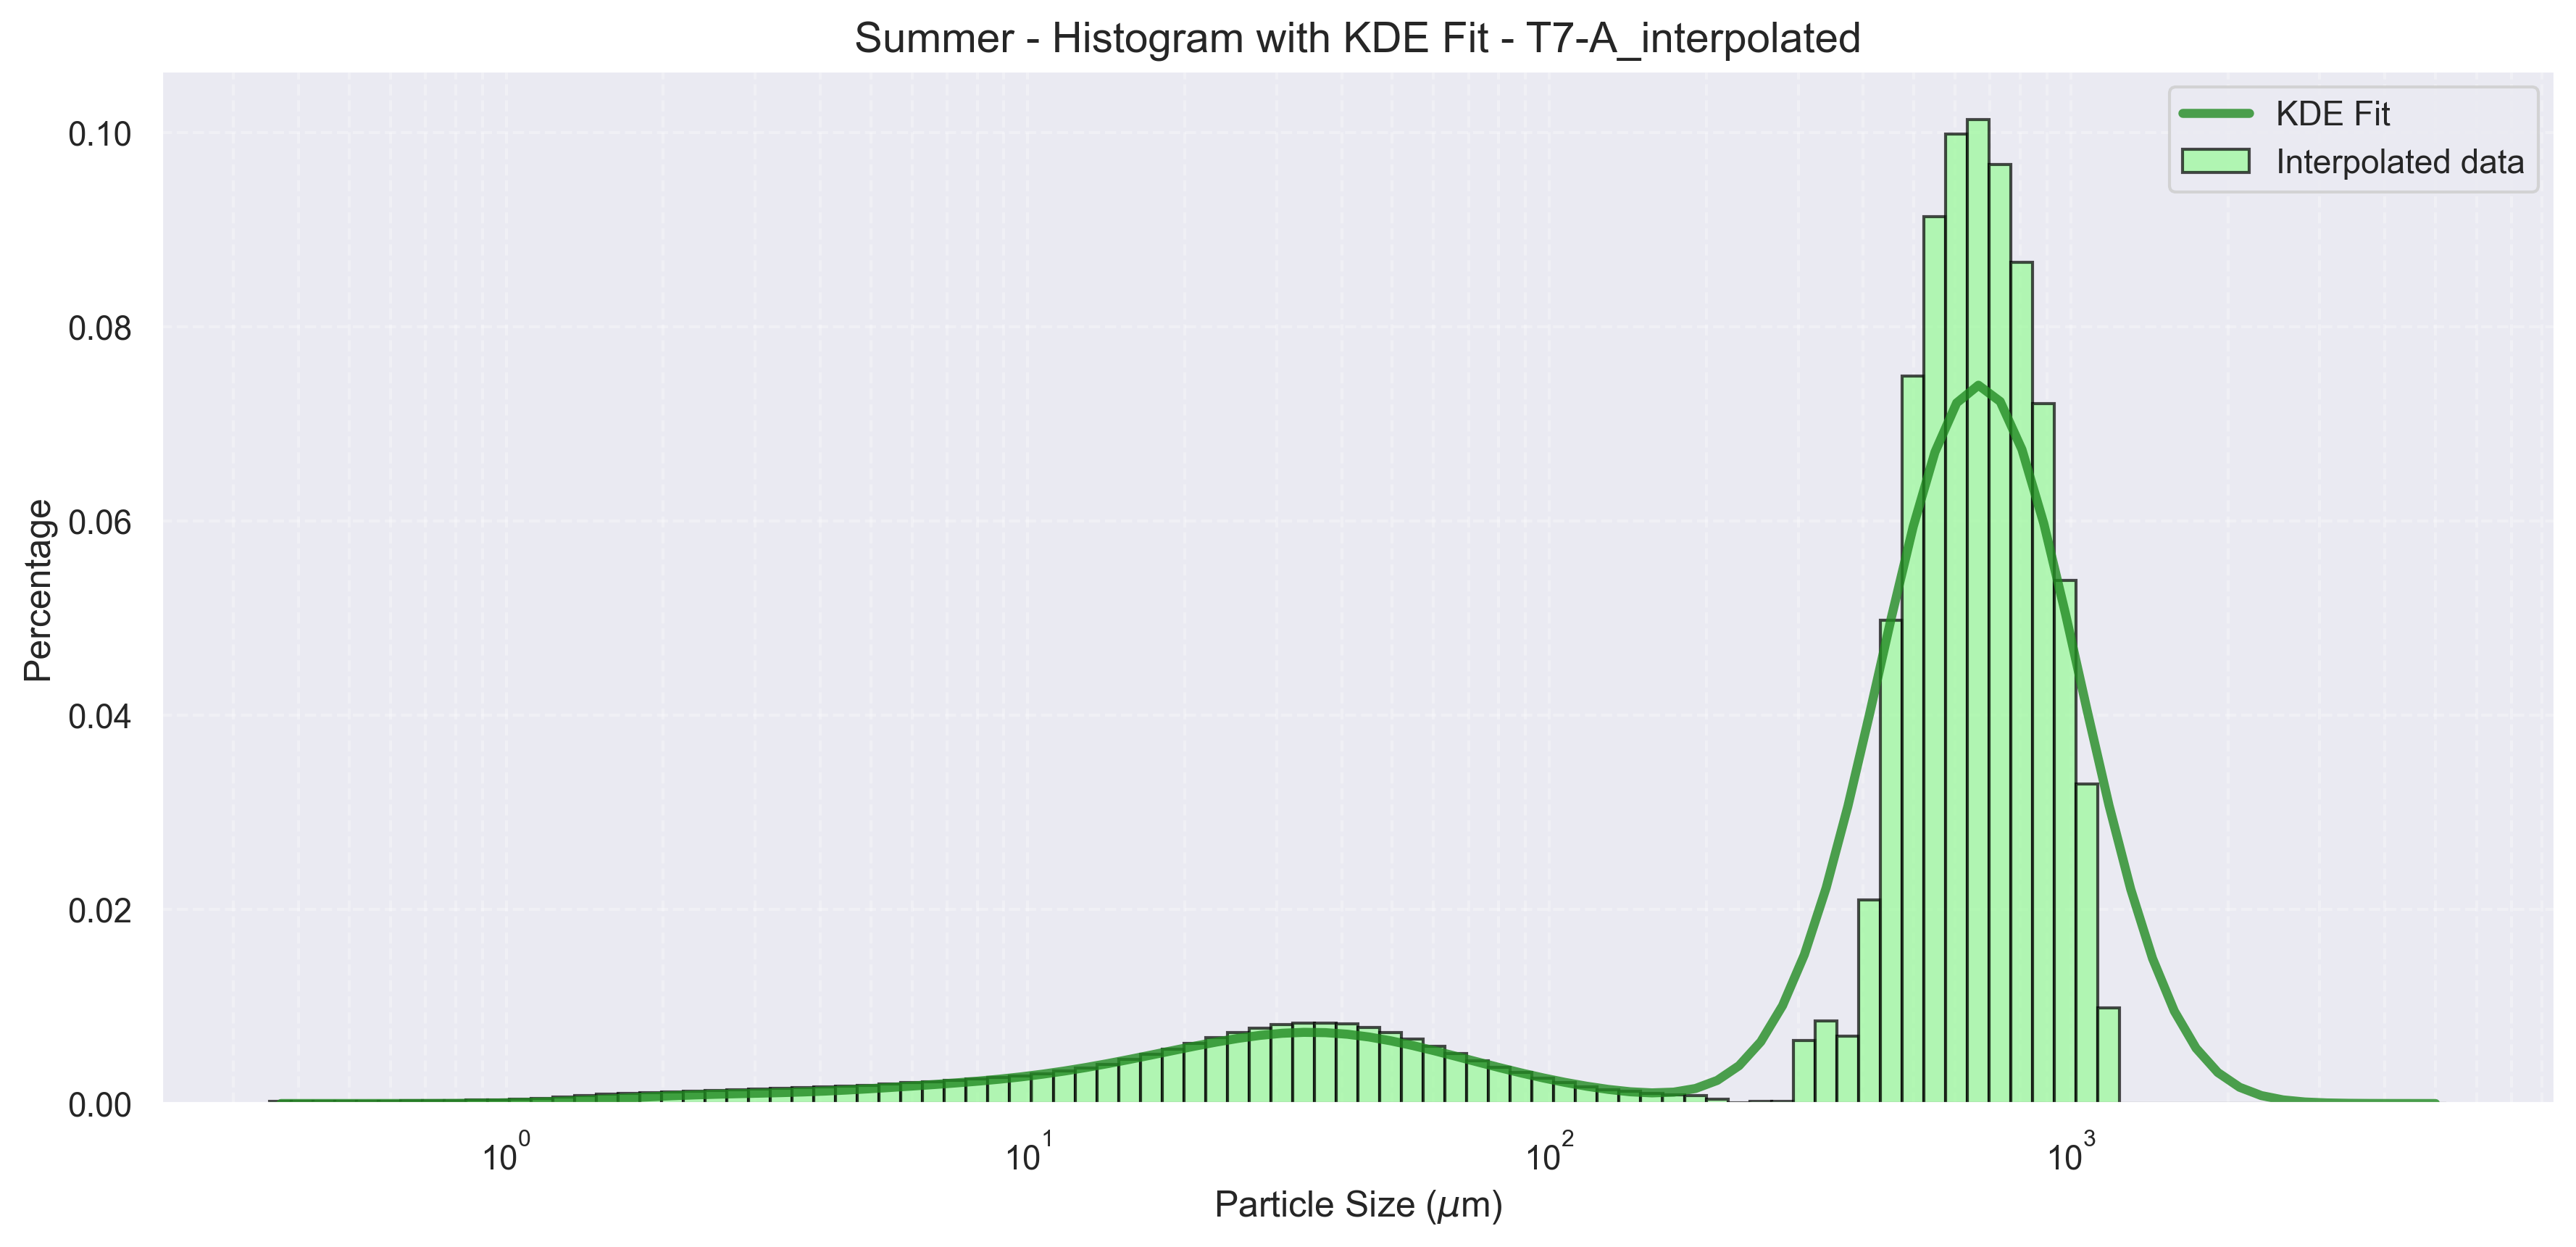 Summer - Histogram with KDE Fit - T7-A_interpolated
KDE Fit
Interpolated data
Percentage
0.10
0.08
0.06
0.04
0.02
0.00
10⁰ 10¹ 10² 10³
Particle Size (μm)